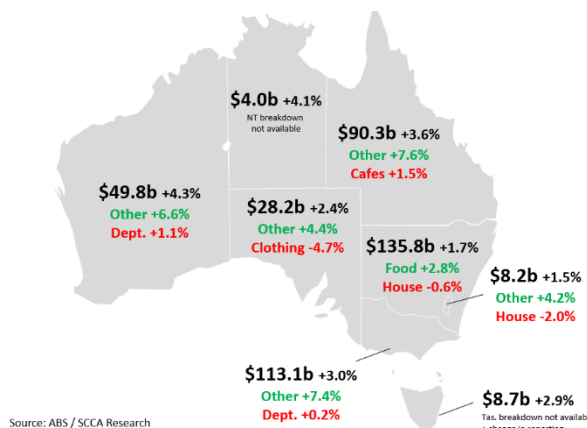 $4.0b +4.1%
NT breakdown
not available
$90.3b +3.6%
Other +7.6%
Cafes +1.5%
$49.8b +4.3%
Other +6.6%
Dept. +1.1%
$28.2b +2.4%
Other +4.4%
Clothing -4.7%
$135.8b +1.7%
Food +2.8%
House -0.6%
$8.2b +1.5%
Other +4.2%
House -2.0%
$113.1b +3.0%
Other +7.4%
Dept. +0.2%
$8.7b +2.9%
Tas. breakdown not availabl
Source: ABS / SCCA Research